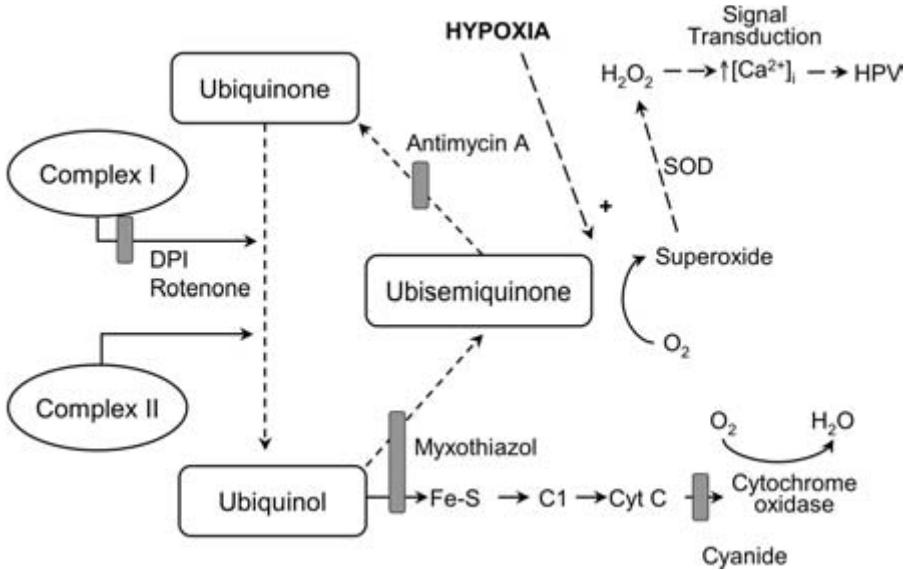 Signal
Transduction
HYPOXIA
H₂O₂
↑[Ca²⁺]ᵢ
HPV
Ubiquinone
Antimycin A
Complex I
SOD
+
DPI
Rotenone
Superoxide
Ubisemiquinone
O₂
Complex II
Myxothiazol
O₂
H₂O
Ubiquinol
Fe-S
C1
Cyt C
Cytochrome
oxidase
Cyanide